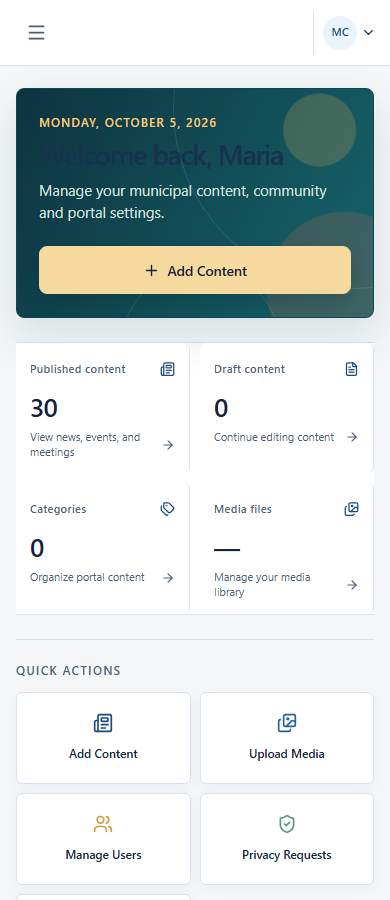 MC
MONDAY, OCTOBER 5, 2026
Welcome back, Maria
Manage your municipal content, community
and portal settings.
Add Content
Published content
30
View news, events, and
meetings
Draft content
0
Continue editing content
Categories
0
Organize portal content
Media files
—
Manage your media
library
QUICK ACTIONS
Add Content
Upload Media
Manage Users
Privacy Requests